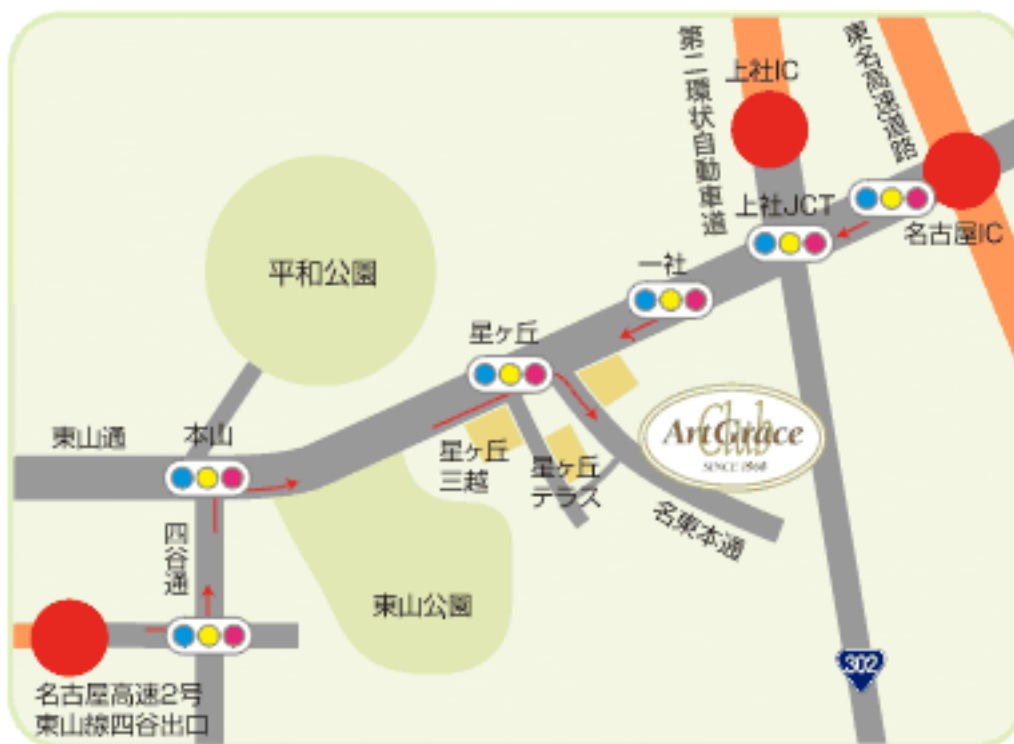 第二環状自動車道
上社IC
東名高速道路
上社JCT
名古屋IC
一社
平和公園
星ヶ丘
Art Grace
Club
SINCE 1968
東山通
本山
星ヶ丘
三越
星ヶ丘
テラス
名東本通
四谷通
東山公園
302
名古屋高速2号
東山線四谷出口